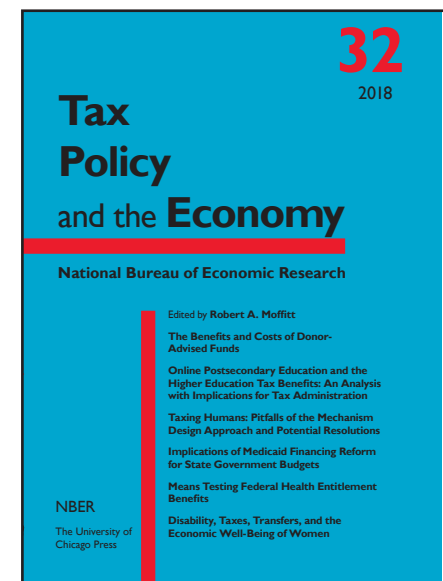 32
2018
Tax
Policy
and the Economy
National Bureau of Economic Research
Edited by Robert A. Moffitt
The Benefits and Costs of Donor-
Advised Funds
Online Postsecondary Education and the
Higher Education Tax Benefits: An Analysis
with Implications for Tax Administration
Taxing Humans: Pitfalls of the Mechanism
Design Approach and Potential Resolutions
Implications of Medicaid Financing Reform
for State Government Budgets
Means Testing Federal Health Entitlement
Benefits
Disability, Taxes, Transfers, and the
Economic Well-Being of Women
NBER
The University of
Chicago Press